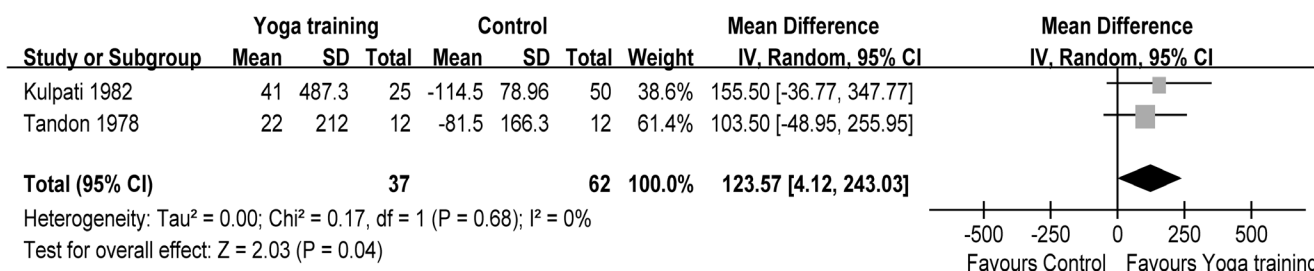 Yoga training Control Mean Difference Mean Difference
Study or Subgroup Mean SD Total Mean SD Total Weight IV, Random, 95% CI IV, Random, 95% CI
Kulpati 1982 41 487.3 25 -114.5 78.96 50 38.6% 155.50 [-36.77, 347.77]
Tandon 1978 22 212 12 -81.5 166.3 12 61.4% 103.50 [-48.95, 255.95]
Total (95% CI) 37 62 100.0% 123.57 [4.12, 243.03]
Heterogeneity: Tau² = 0.00; Chi² = 0.17, df = 1 (P = 0.68); I² = 0%
Test for overall effect: Z = 2.03 (P = 0.04)
-500 -250 0 250 500
Favours Control Favours Yoga training